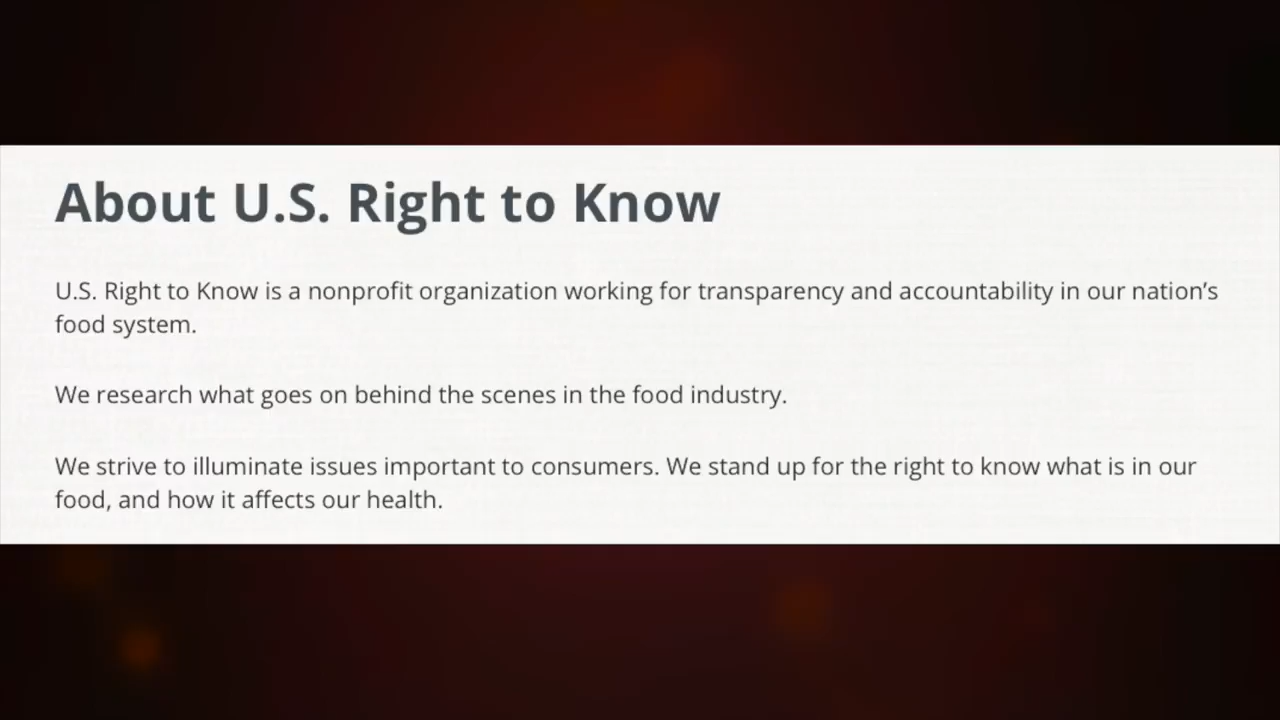 About U.S. Right to Know
U.S. Right to Know is a nonprofit organization working for transparency and accountability in our nation’s
food system.
We research what goes on behind the scenes in the food industry.
We strive to illuminate issues important to consumers. We stand up for the right to know what is in our
food, and how it affects our health.